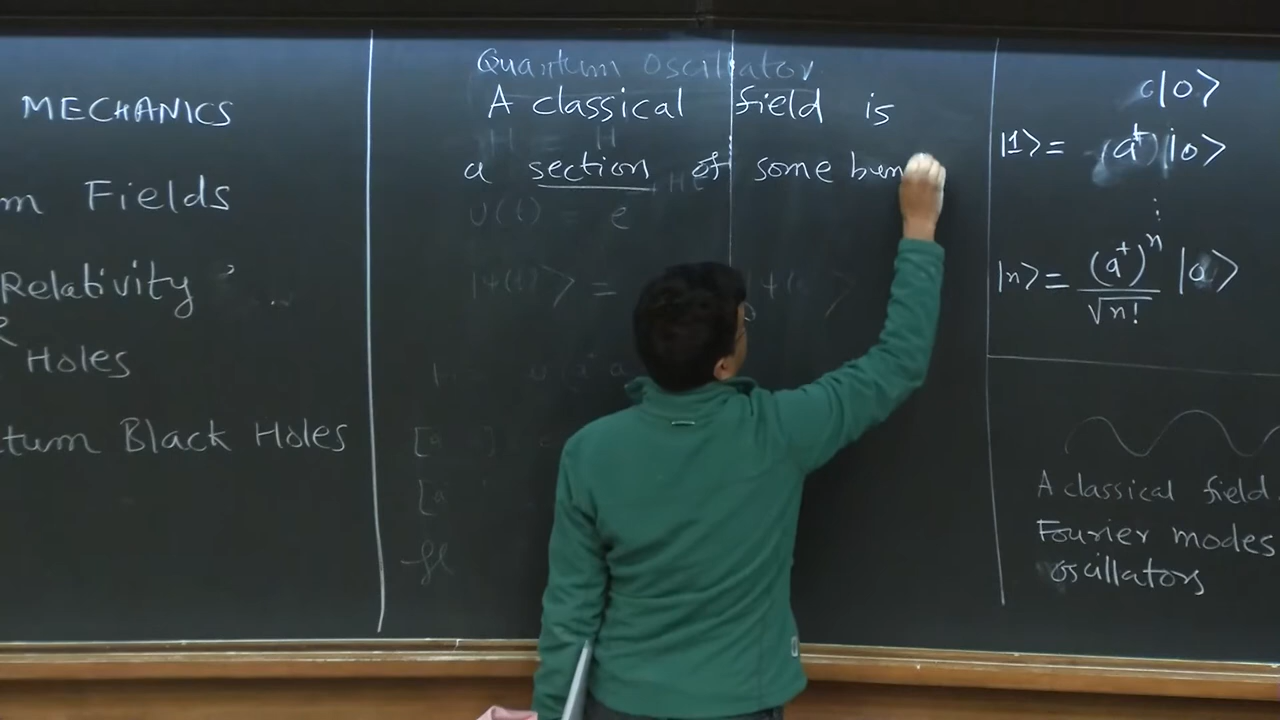 MECHANICS
m Fields
Relativity
Holes
tum Black Holes
Quantum Oscillator
A classical field is
a section of some bun
H = H
U(t) = e
|ψ(t)> =
|0>
|1> = (a†)|0>
⋮
|n> = (a†)^n / √n! |0>
A classical field
Fourier modes
oscillators